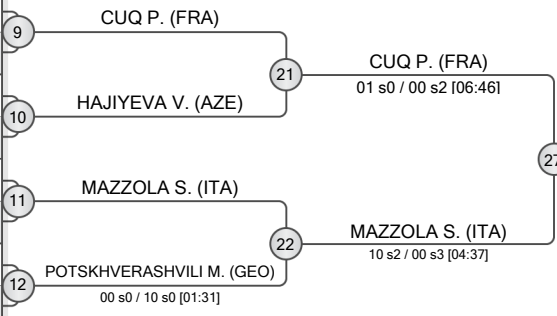 9
CUQ P. (FRA)
21
CUQ P. (FRA)
01 s0 / 00 s2 [06:46]
10
HAJIYEVA V. (AZE)
27
11
MAZZOLA S. (ITA)
22
MAZZOLA S. (ITA)
10 s2 / 00 s3 [04:37]
12
POTSKHVERASHVILI M. (GEO)
00 s0 / 10 s0 [01:31]